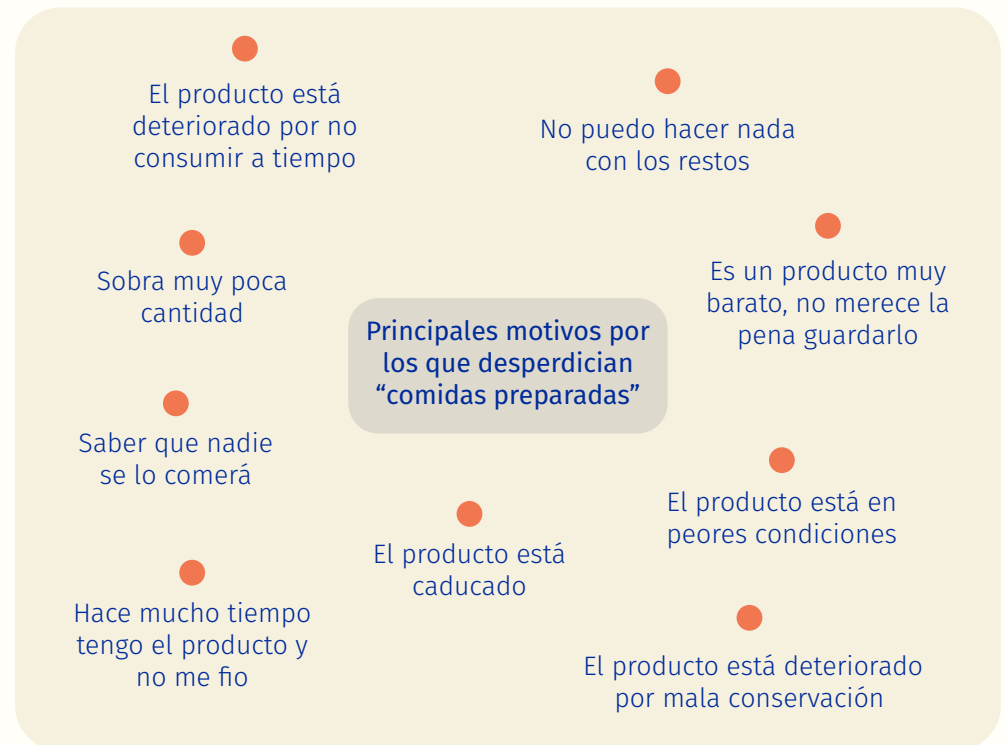 El producto está
deteriorado por no
consumir a tiempo
No puedo hacer nada
con los restos
Sobra muy poca
cantidad
Es un producto muy
barato, no merece la
pena guardarlo
Principales motivos por
los que desperdician
“comidas preparadas”
Saber que nadie
se lo comerá
El producto está en
peores condiciones
El producto está
caducado
Hace mucho tiempo
tengo el producto y
no me fio
El producto está deteriorado
por mala conservación